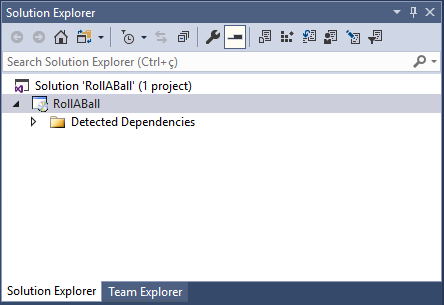 Solution Explorer
Search Solution Explorer (Ctrl+ç)
Solution 'RollABall' (1 project)
RollABall
Detected Dependencies
Solution Explorer Team Explorer